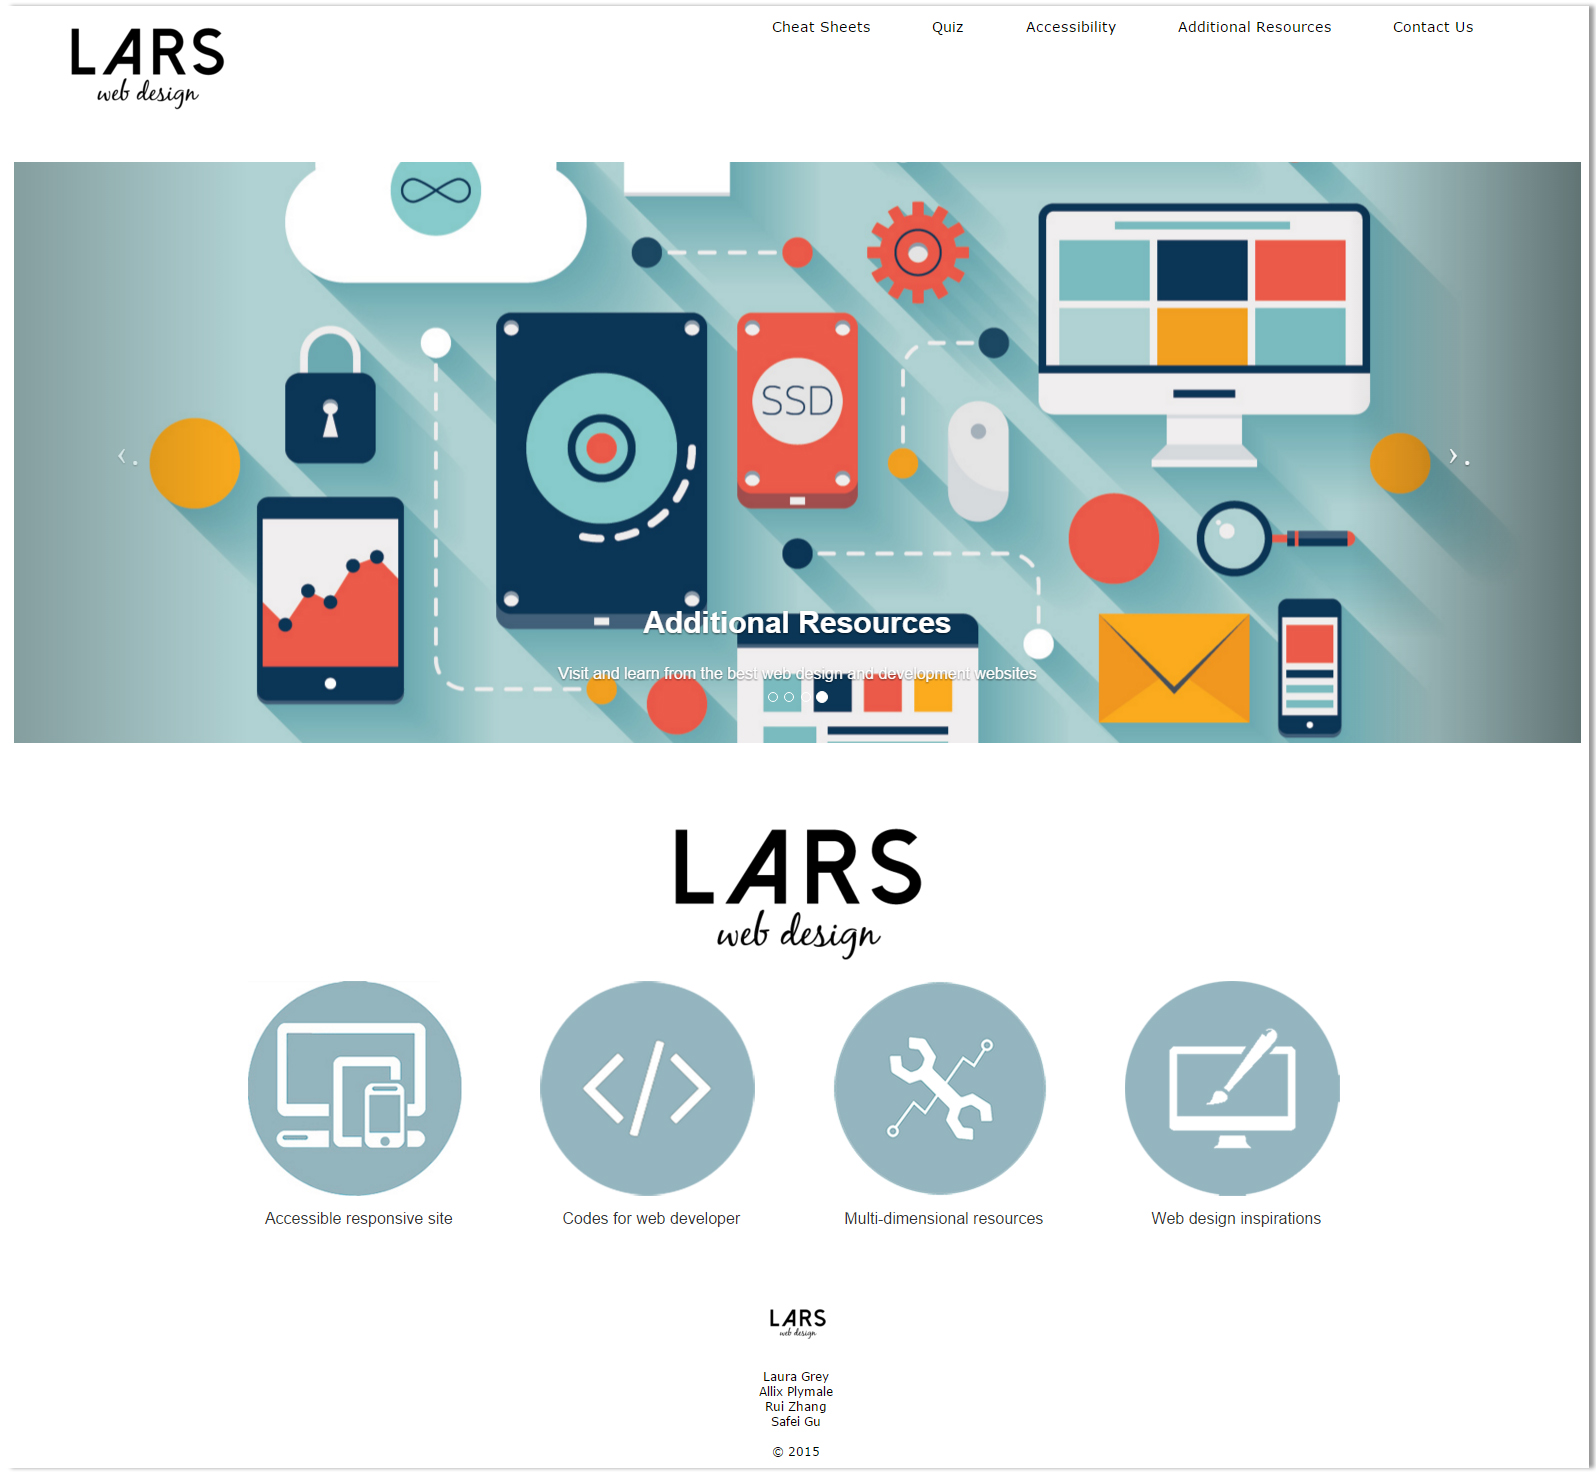 LARS
web design
Cheat Sheets Quiz Accessibility Additional Resources Contact Us
SSD
Additional Resources
Visit and learn from the best web design and development websites
LARS
web design
</>
Accessible responsive site Codes for web developer Multi-dimensional resources Web design inspirations
LARS
web design
Laura Grey
Allix Plymale
Rui Zhang
Safei Gu
© 2015